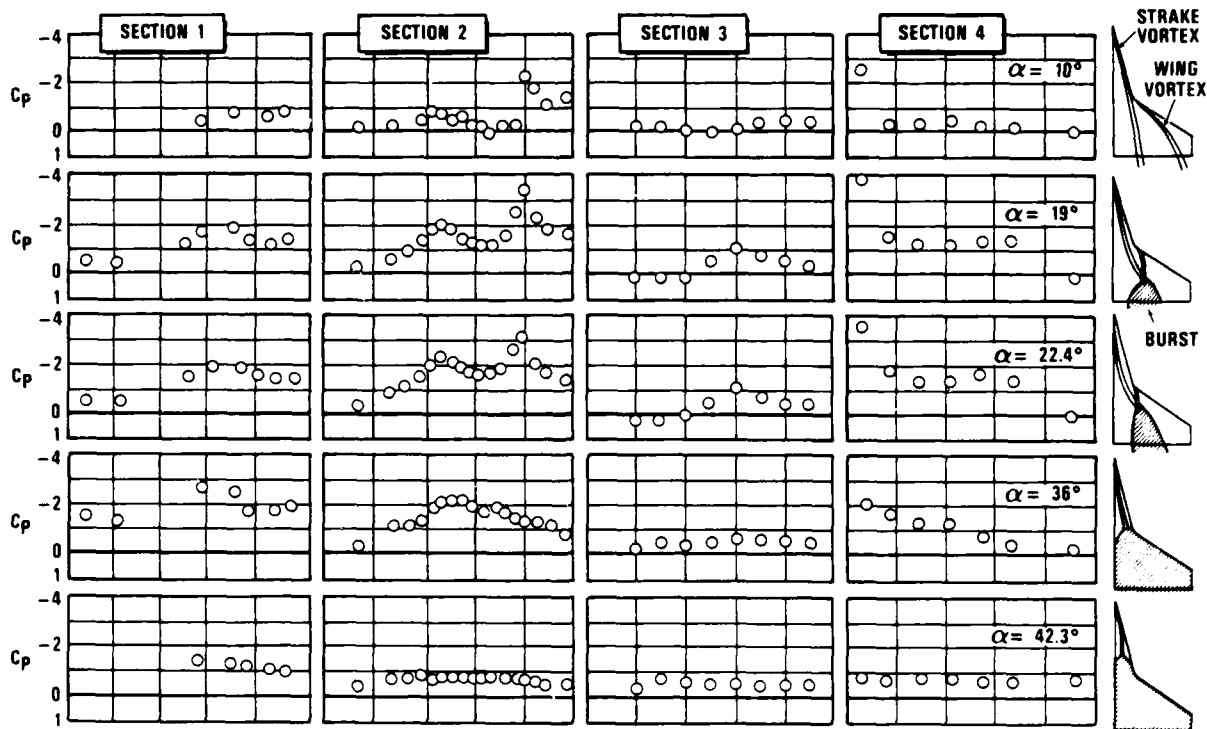 SECTION 1 SECTION 2 SECTION 3 SECTION 4
STRAKE
VORTEX
WING
VORTEX
-4
-2
Cp
0
1
α = 10°
-4
-2
Cp
0
1
α = 19°
BURST
-4
-2
Cp
0
1
α = 22.4°
-4
-2
Cp
0
1
α = 36°
-4
-2
Cp
0
1
α = 42.3°